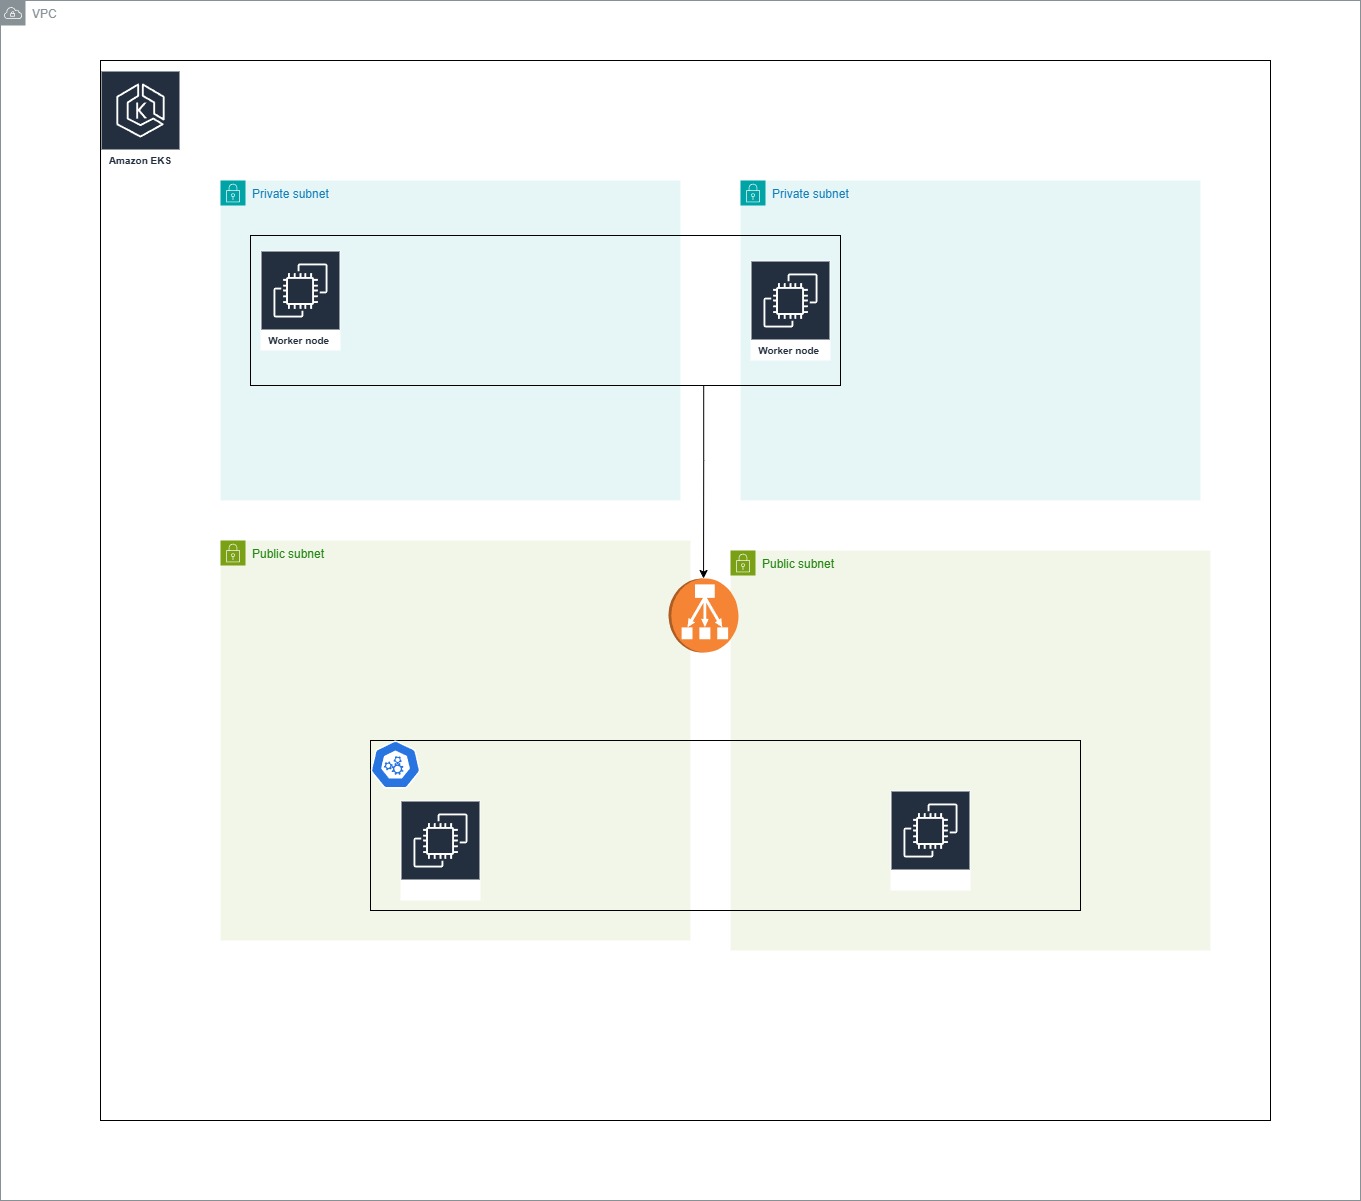 VPC
Amazon EKS
Private subnet
Private subnet
Worker node
Worker node
Public subnet
Public subnet